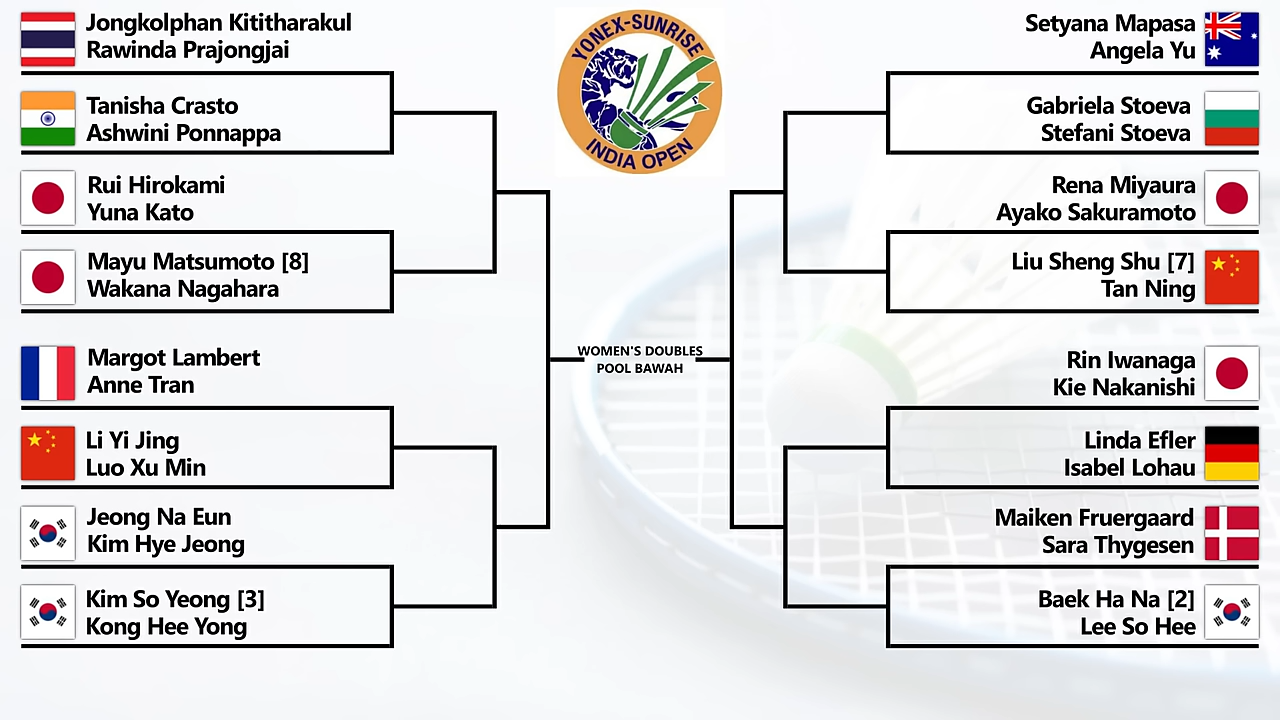 Jongkolphan Kititharakul
Rawinda Prajongjai
Tanisha Crasto
Ashwini Ponnappa
Rui Hirokami
Yuna Kato
Mayu Matsumoto [8]
Wakana Nagahara
Margot Lambert
Anne Tran
Li Yi Jing
Luo Xu Min
Jeong Na Eun
Kim Hye Jeong
Kim So Yeong [3]
Kong Hee Yong
YONEX-SUNRISE
INDIA OPEN
WOMEN'S DOUBLES
POOL BAWAH
Setyana Mapasa
Angela Yu
Gabriela Stoeva
Stefani Stoeva
Rena Miyaura
Ayako Sakuramoto
Liu Sheng Shu [7]
Tan Ning
Rin Iwanaga
Kie Nakanishi
Linda Efler
Isabel Lohau
Maiken Fruergaard
Sara Thygesen
Baek Ha Na [2]
Lee So Hee